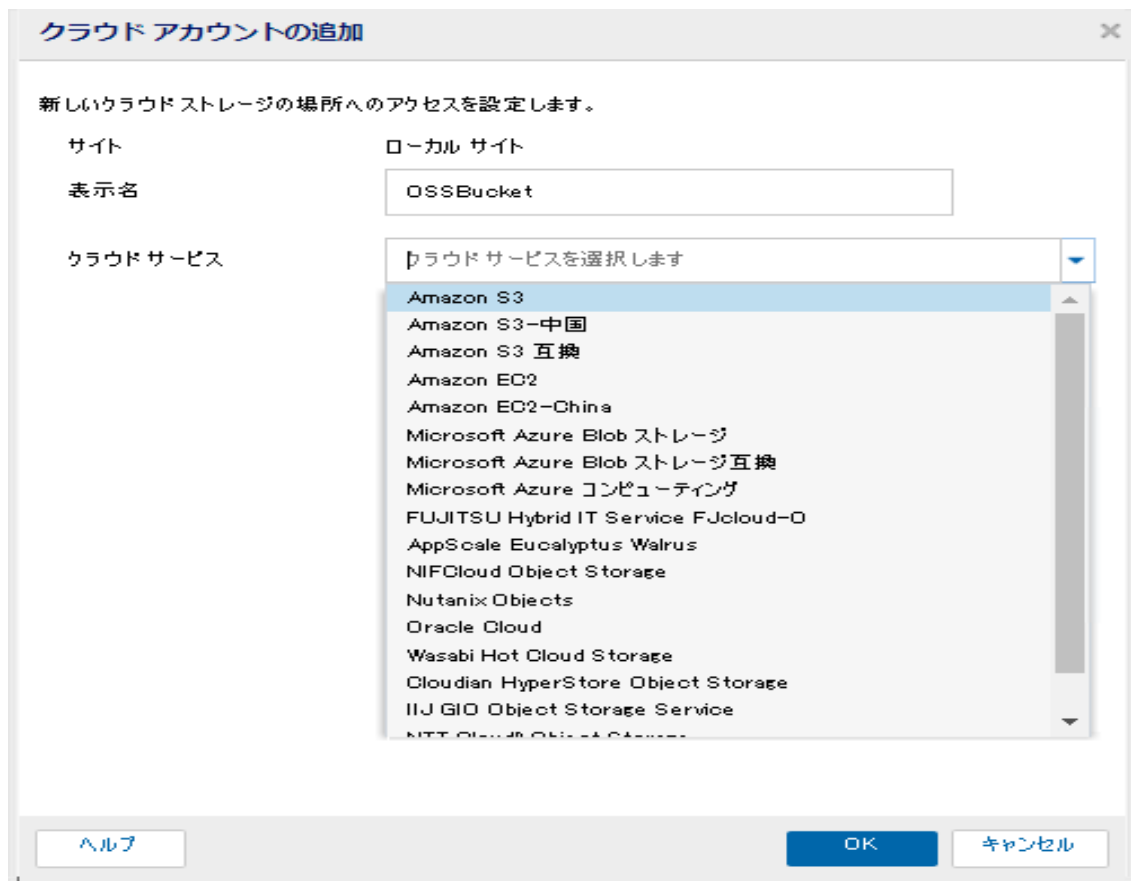 クラウド アカウントの追加
新しいクラウド ストレージの場所へのアクセスを設定します。
サイト ローカル サイト
表示名 OSSBucket
クラウド サービス クラウド サービスを選択します
Amazon S3
Amazon S3-中国
Amazon S3 互換
Amazon EC2
Amazon EC2-China
Microsoft Azure Blob ストレージ
Microsoft Azure Blob ストレージ互換
Microsoft Azure コンピューティング
FUJITSU Hybrid IT Service FJcloud-O
AppScale Eucalyptus Walrus
NIFCloud Object Storage
Nutanix Objects
Oracle Cloud
Wasabi Hot Cloud Storage
Cloudian HyperStore Object Storage
IIJ GIO Object Storage Service
NTT Object Storage
ヘルプ OK キャンセル